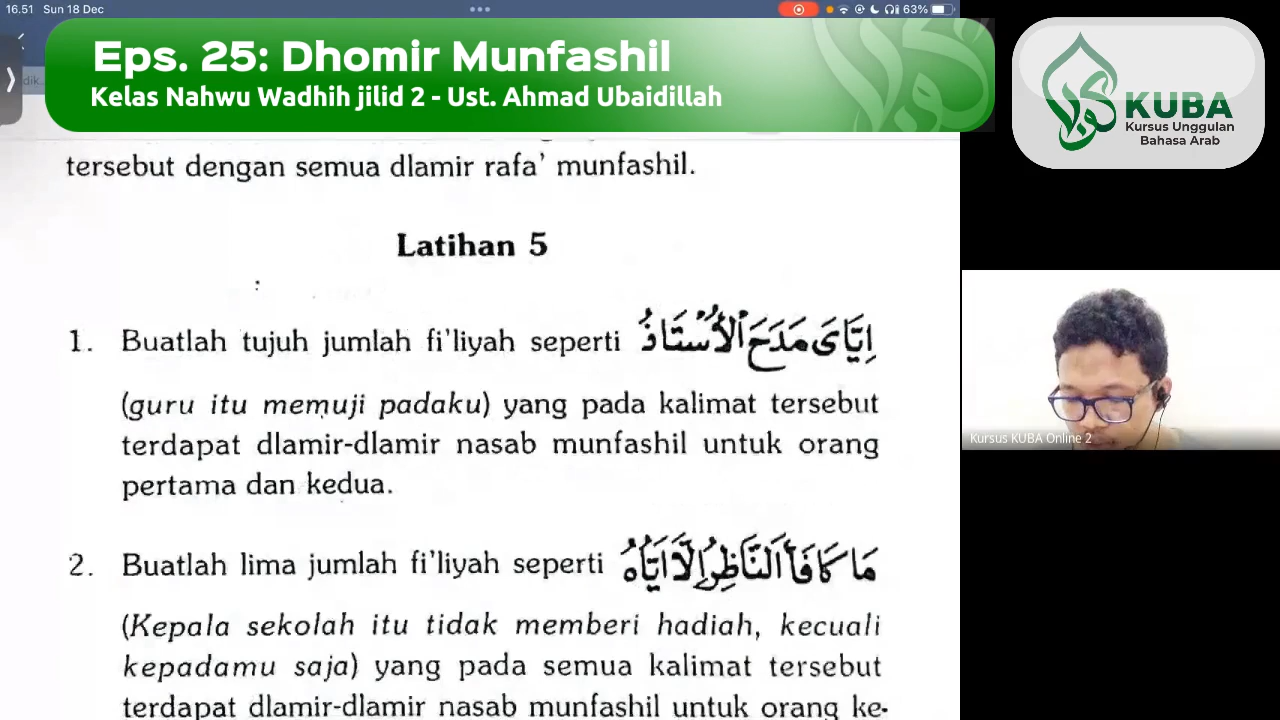 16.51 Sun 18 Dec
63%
dik...
Eps. 25: Dhomir Munfashil
Kelas Nahwu Wadhih jilid 2 - Ust. Ahmad Ubaidillah
KUBA
Kursus Unggulan
Bahasa Arab
tersebut dengan semua dlamir rafa' munfashil.
Latihan 5
1. Buatlah tujuh jumlah fi'liyah seperti اِيَّايَ مَدَحَ اْلأُسْتَاذُ
(guru itu memuji padaku) yang pada kalimat tersebut
terdapat dlamir-dlamir nasab munfashil untuk orang
pertama dan kedua.
2. Buatlah lima jumlah fi'liyah seperti مَا كَافَأَ النَّاظِرُ اِلَّا اِيَّاهُ
(Kepala sekolah itu tidak memberi hadiah, kecuali
kepadamu saja) yang pada semua kalimat tersebut
terdapat dlamir-dlamir nasab munfashil untuk orang ke-
Kursus KUBA Online 2